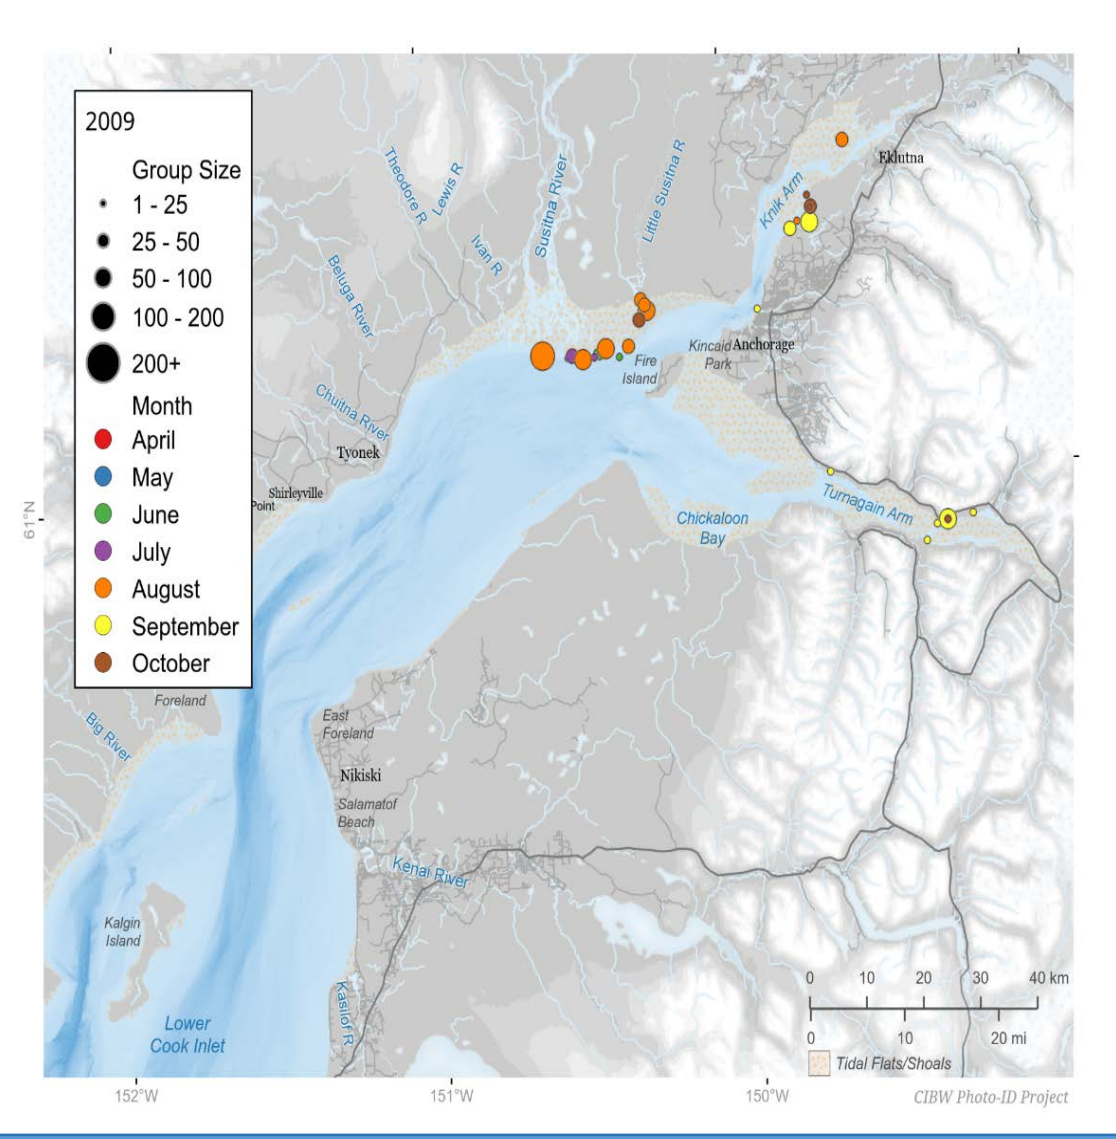 2009
Group Size
1 - 25
25 - 50
50 - 100
100 - 200
200+
Month
April
May
June
July
August
September
October
Theodore R
Lewis R
Ivan R
Susitna River
Little Susitna R
Beluga River
Chuitna River
Tyonek
Shirleyville
Point
Knik Arm
Eklutna
Kincaid
Park
Anchorage
Fire
Island
Turnagain Arm
Chickaloon
Bay
61°N
Foreland
Big River
East
Foreland
Nikiski
Salamatof
Beach
Kenai River
Kalgin
Island
Kasilof R
Lower
Cook Inlet
0 10 20 30 40 km
0 10 20 mi
Tidal Flats/Shoals
152°W 151°W 150°W
CIBW Photo-ID Project